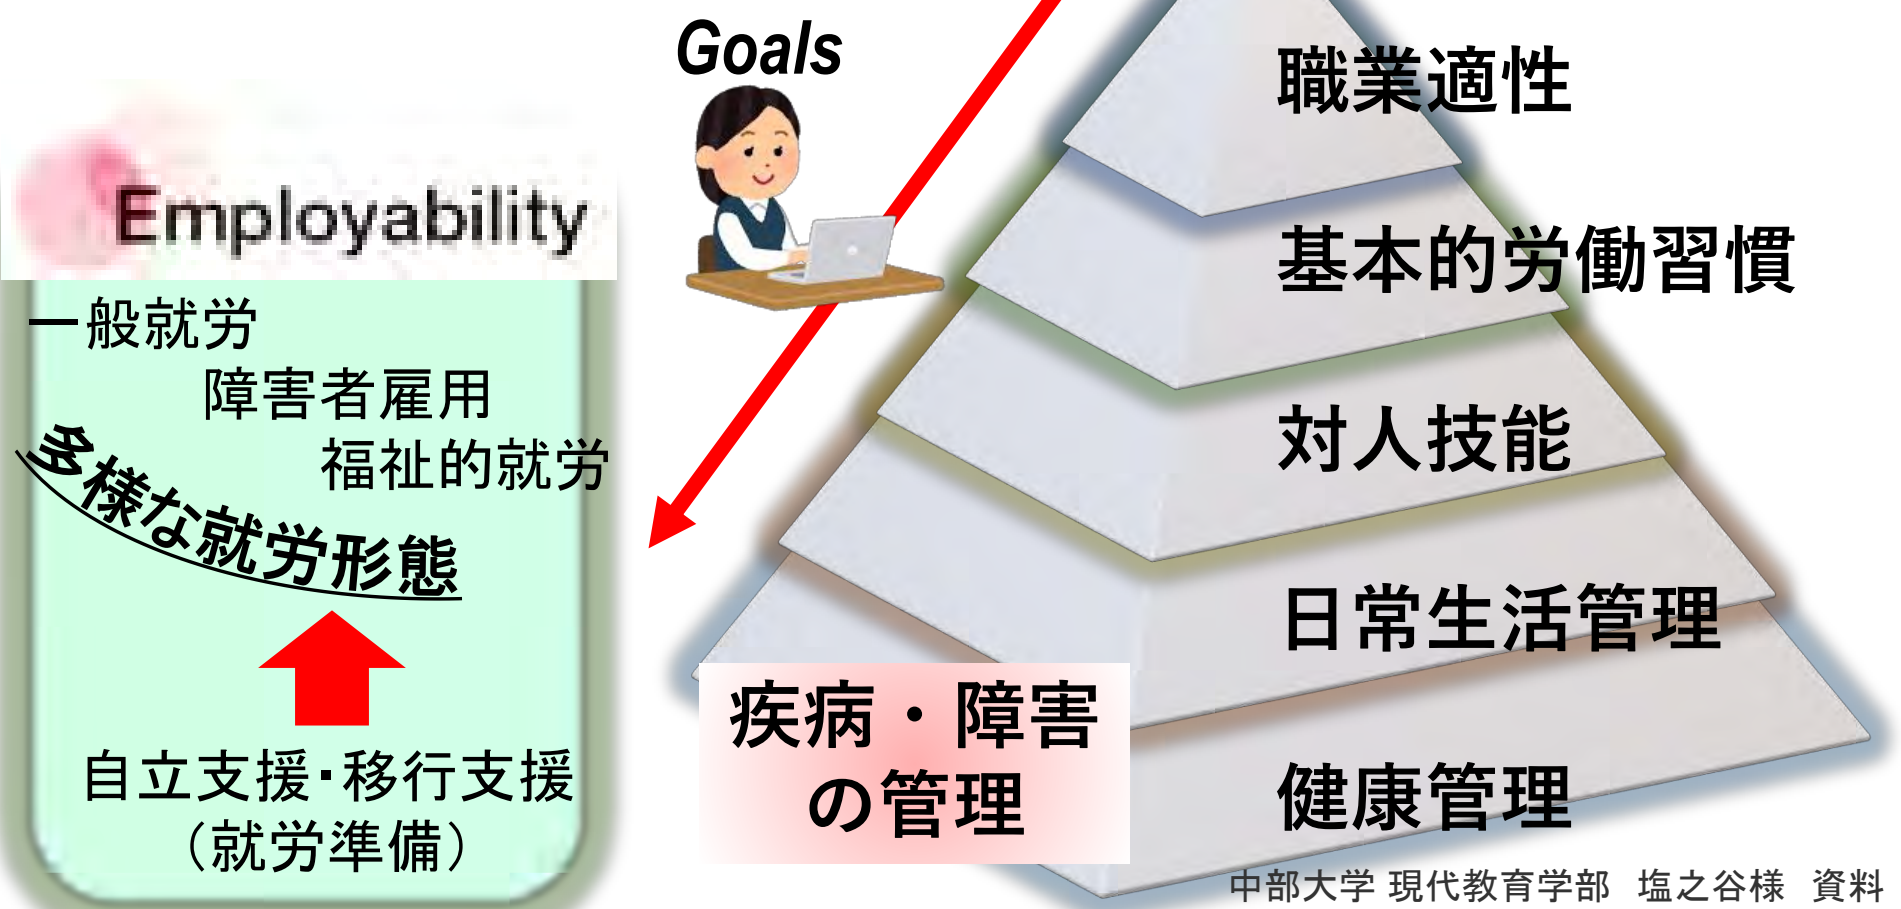 Goals
Employability
一般就労
障害者雇用
福祉的就労
多様な就労形態
自立支援･移行支援
（就労準備）
職業適性
基本的労働習慣
対人技能
日常生活管理
健康管理
疾病・障害
の管理
中部大学 現代教育学部　塩之谷様　資料